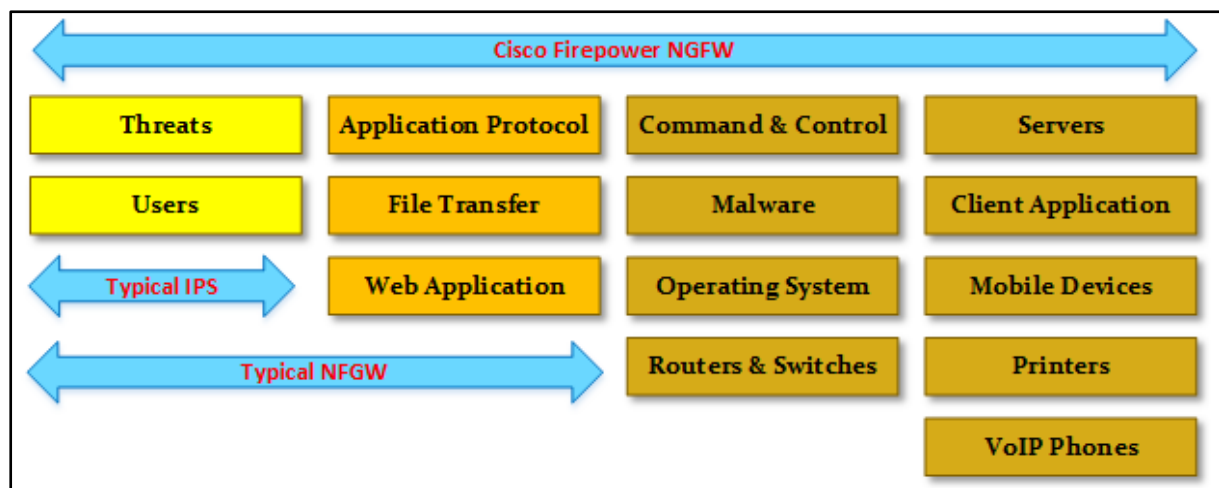 Cisco Firepower NGFW
Threats
Application Protocol
Command & Control
Servers
Users
File Transfer
Malware
Client Application
Typical IPS
Web Application
Operating System
Mobile Devices
Typical NFGW
Routers & Switches
Printers
VoIP Phones